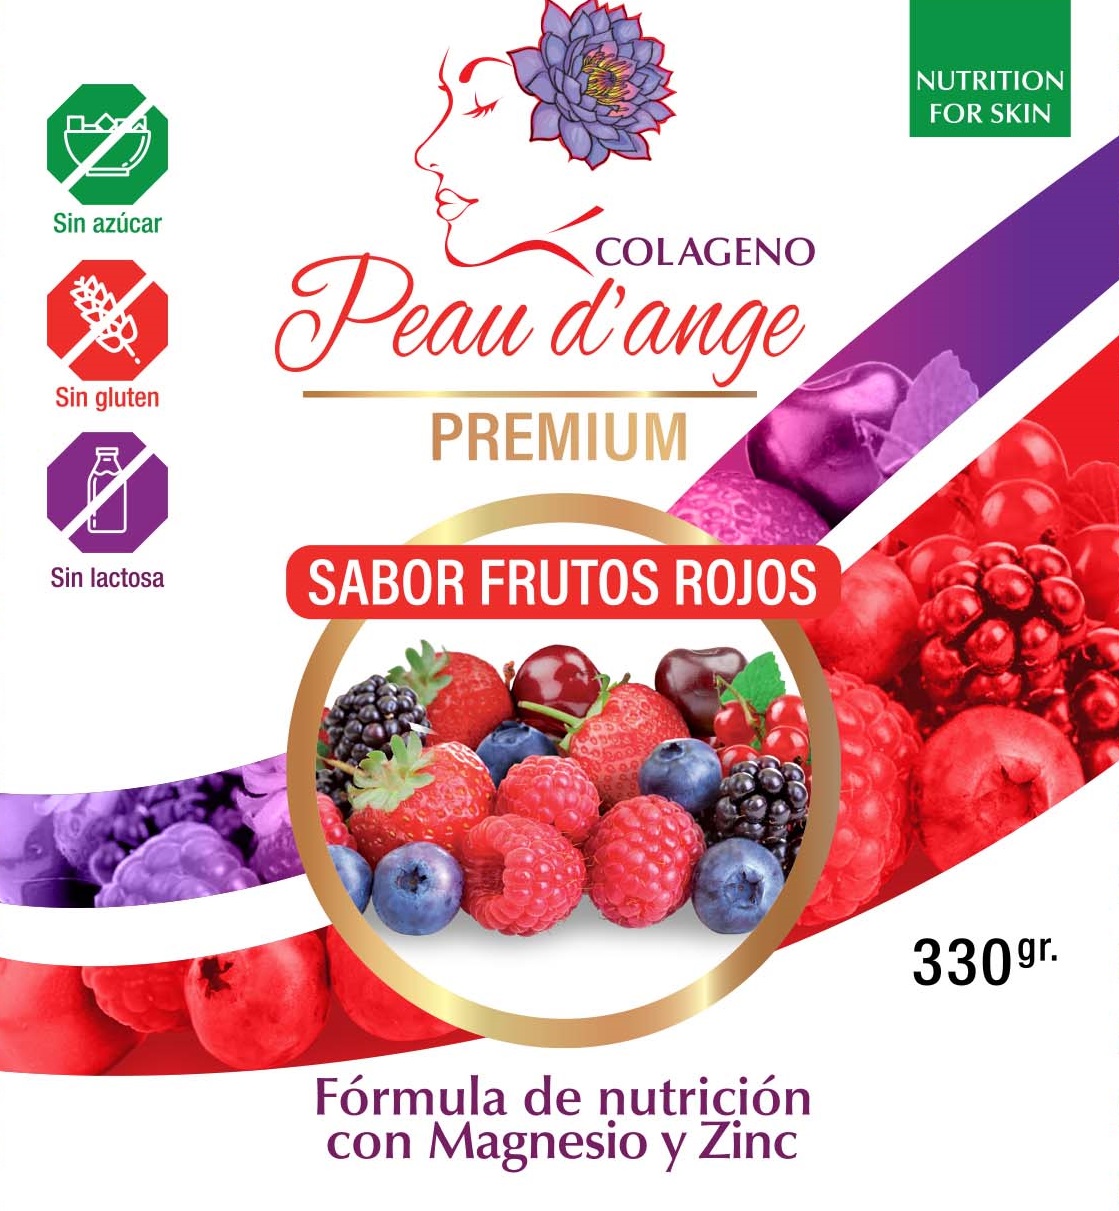 NUTRITION
FOR SKIN
Sin azúcar
Sin gluten
Sin lactosa
COLAGENO
Peau d'ange
PREMIUM
SABOR FRUTOS ROJOS
330gr.
Fórmula de nutrición
con Magnesio y Zinc